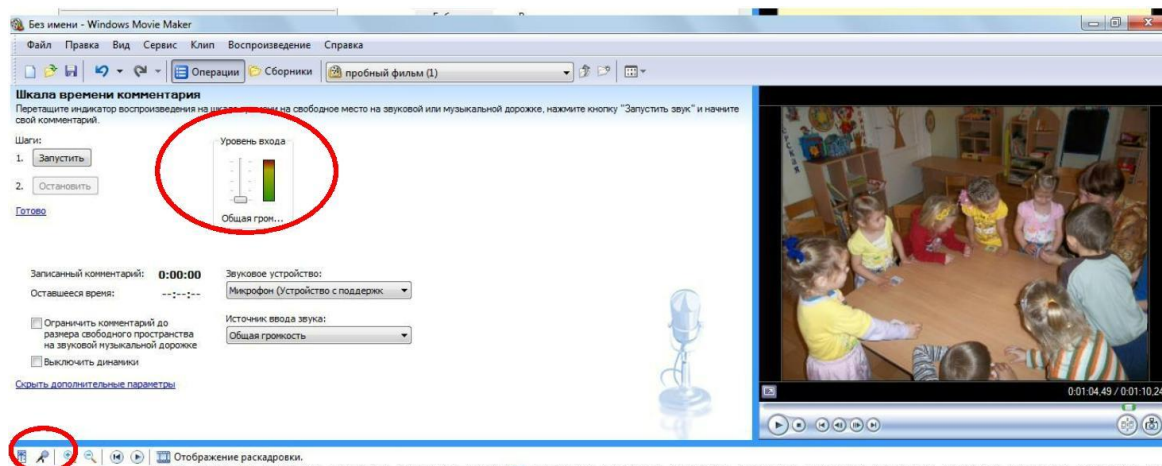 Без имени - Windows Movie Maker
Файл Правка Вид Сервис Клип Воспроизведение Справка
Операции Сборники пробный фильм (1)
Шкала времени комментария
Перетащите индикатор воспроизведения на шкале времени на свободное место на звуковой или музыкальной дорожке, нажмите кнопку "Запустить звук" и начните
свой комментарий.
Шаги:
1. Запустить
2. Остановить
Готово
Уровень входа
Общая гром...
Записанный комментарий: 0:00:00
Оставшееся время: --:--:--
Ограничить комментарий до
размера свободного пространства
на звуковой музыкальной дорожке
Выключить динамики
Скрыть дополнительные параметры
Звуковое устройство:
Микрофон (Устройство с поддержк
Источник ввода звука:
Общая громкость
0:01:04,49 / 0:01:10,24
Отображение раскадровки.